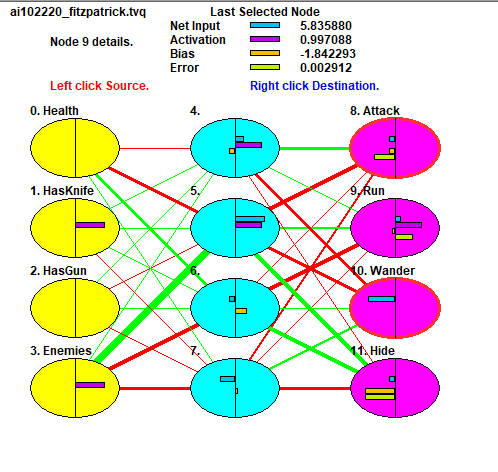 ai102220_fitzpatrick.tvq
Last Selected Node
Node 9 details.
Net Input 5.835880
Activation 0.997088
Bias -1.842293
Error 0.002912
Left click Source.
Right click Destination.
0. Health
4.
8. Attack
1. HasKnife
5.
9. Run
2. HasGun
6.
10. Wander
3. Enemies
7.
11. Hide